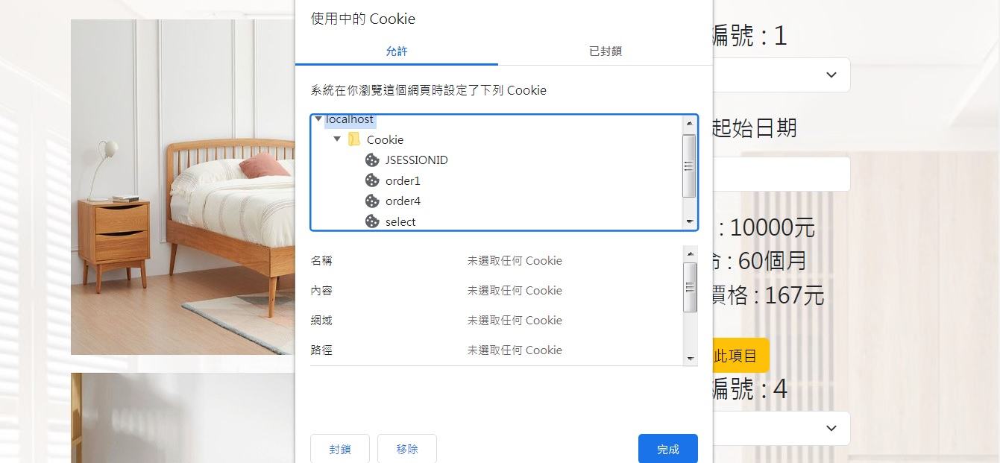 使用中的 Cookie
允許
已封鎖
系統在你瀏覽這個網頁時設定了下列 Cookie
localhost
Cookie
JSESSIONID
order1
order4
select
名稱 未選取任何 Cookie
內容 未選取任何 Cookie
網域 未選取任何 Cookie
路徑 未選取任何 Cookie
封鎖
移除
完成
編號 : 1
起始日期
: 10000元
命 : 60個月
價格 : 167元
此項目
編號 : 4